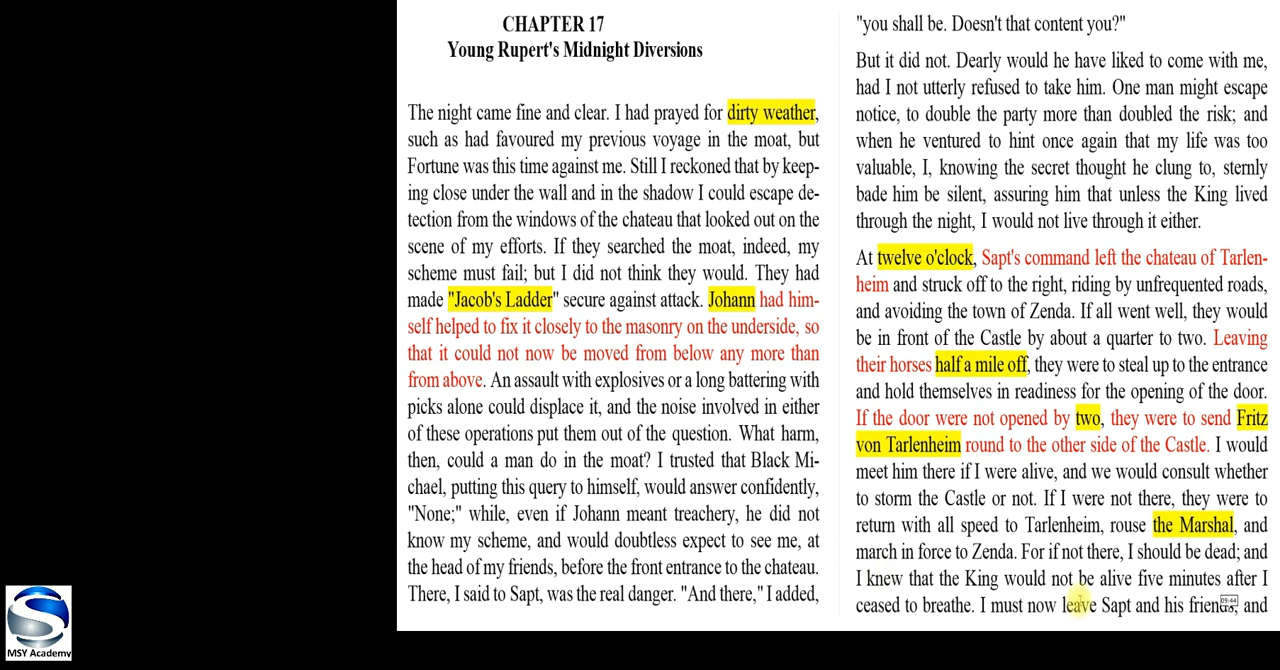 CHAPTER 17
Young Rupert's Midnight Diversions
The night came fine and clear. I had prayed for dirty weather,
such as had favoured my previous voyage in the moat, but
Fortune was this time against me. Still I reckoned that by keep-
ing close under the wall and in the shadow I could escape de-
tection from the windows of the chateau that looked out on the
scene of my efforts. If they searched the moat, indeed, my
scheme must fail; but I did not think they would. They had
made "Jacob's Ladder" secure against attack. Johann had him-
self helped to fix it closely to the masonry on the underside, so
that it could not now be moved from below any more than
from above. An assault with explosives or a long battering with
picks alone could displace it, and the noise involved in either
of these operations put them out of the question. What harm,
then, could a man do in the moat? I trusted that Black Mi-
chael, putting this query to himself, would answer confidently,
"None;" while, even if Johann meant treachery, he did not
know my scheme, and would doubtless expect to see me, at
the head of my friends, before the front entrance to the chateau.
There, I said to Sapt, was the real danger. "And there," I added,
"you shall be. Doesn't that content you?"
But it did not. Dearly would he have liked to come with me,
had I not utterly refused to take him. One man might escape
notice, to double the party more than doubled the risk; and
when he ventured to hint once again that my life was too
valuable, I, knowing the secret thought he clung to, sternly
bade him be silent, assuring him that unless the King lived
through the night, I would not live through it either.
At twelve o'clock, Sapt's command left the chateau of Tarlen-
heim and struck off to the right, riding by unfrequented roads,
and avoiding the town of Zenda. If all went well, they would
be in front of the Castle by about a quarter to two. Leaving
their horses half a mile off, they were to steal up to the entrance
and hold themselves in readiness for the opening of the door.
If the door were not opened by two, they were to send Fritz
von Tarlenheim round to the other side of the Castle. I would
meet him there if I were alive, and we would consult whether
to storm the Castle or not. If I were not there, they were to
return with all speed to Tarlenheim, rouse the Marshal, and
march in force to Zenda. For if not there, I should be dead; and
I knew that the King would not be alive five minutes after I
ceased to breathe. I must now leave Sapt and his friends, and
09:44
MSY Academy